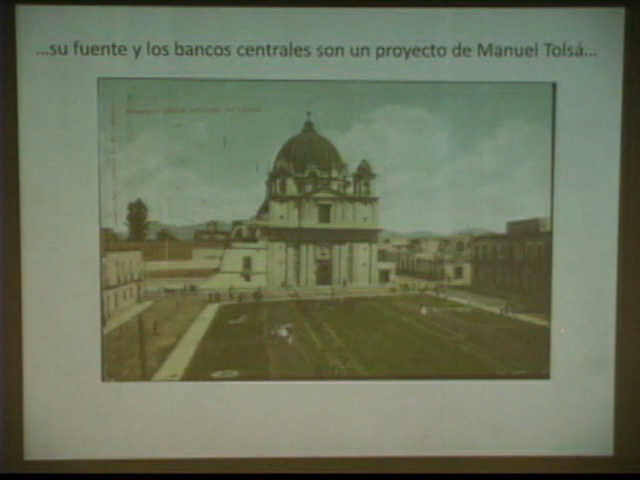 ...su fuente y los bancos centrales son un proyecto de Manuel Tolsá...